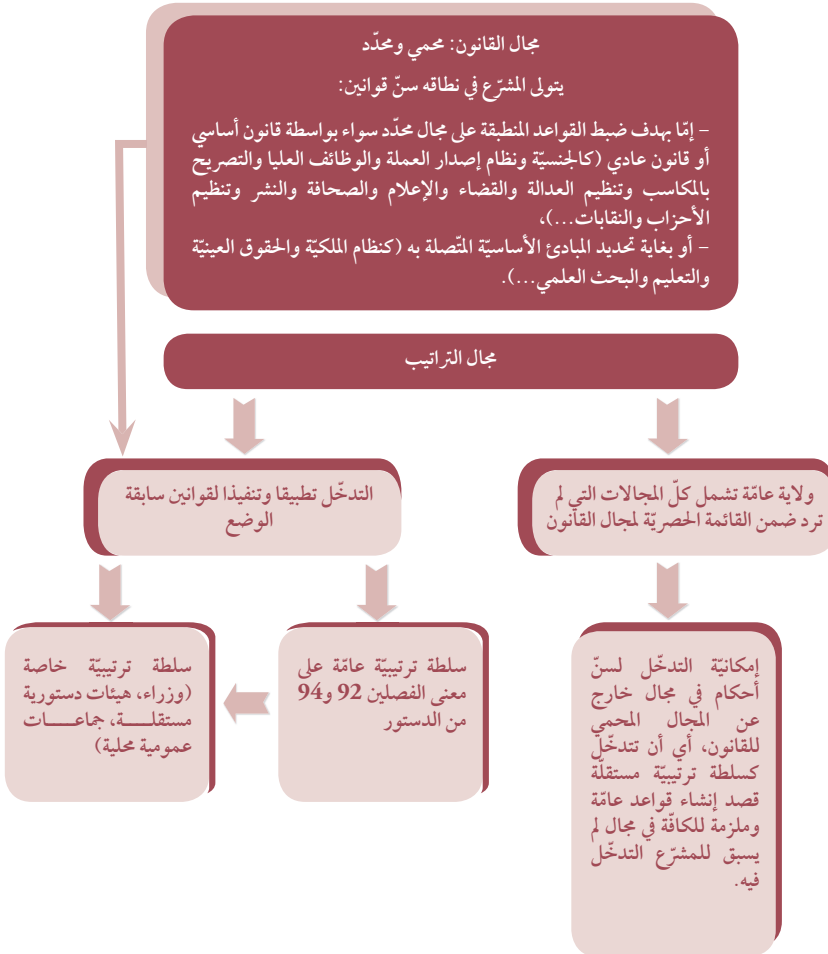 مجال القانون: محمي ومحدّد
يتولى المشرّع في نطاقه سنّ قوانين:
– إمّا بهدف ضبط القواعد المنطبقة على مجال محدّد سواء بواسطة قانون أساسي
أو قانون عادي (كالجنسيّة ونظام إصدار العملة والوظائف العليا والتصريح
بالمكاسب وتنظيم العدالة والقضاء والإعلام والصحافة والنشر وتنظيم
الأحزاب والنقابات...)،
– أو بغاية تحديد المبادئ الأساسيّة المتّصلة به (كنظام الملكيّة والحقوق العينيّة
والتعليم والبحث العلمي...).
مجال التراتيب
ولاية عامّة تشمل كلّ المجالات التي لم
ترد ضمن القائمة الحصريّة لمجال القانون
التدخّل تطبيقا وتنفيذا لقوانين سابقة
الوضع
إمكانيّة التدخّل لسنّ
أحكام في مجال خارج
عن المجال المحمي
للقانون، أي أن تتدخّل
كسلطة ترتيبيّة مستقلّة
قصد إنشاء قواعد عامّة
وملزمة للكافّة في مجال لم
يسبق للمشرّع التدخّل
فيه.
سلطة ترتيبيّة عامّة على
معنى الفصلين 92 و94
من الدستور
سلطة ترتيبيّة خاصة
(وزراء، هيئات دستورية
مستقلـــــة، جماعـــــات
عمومية محلية)